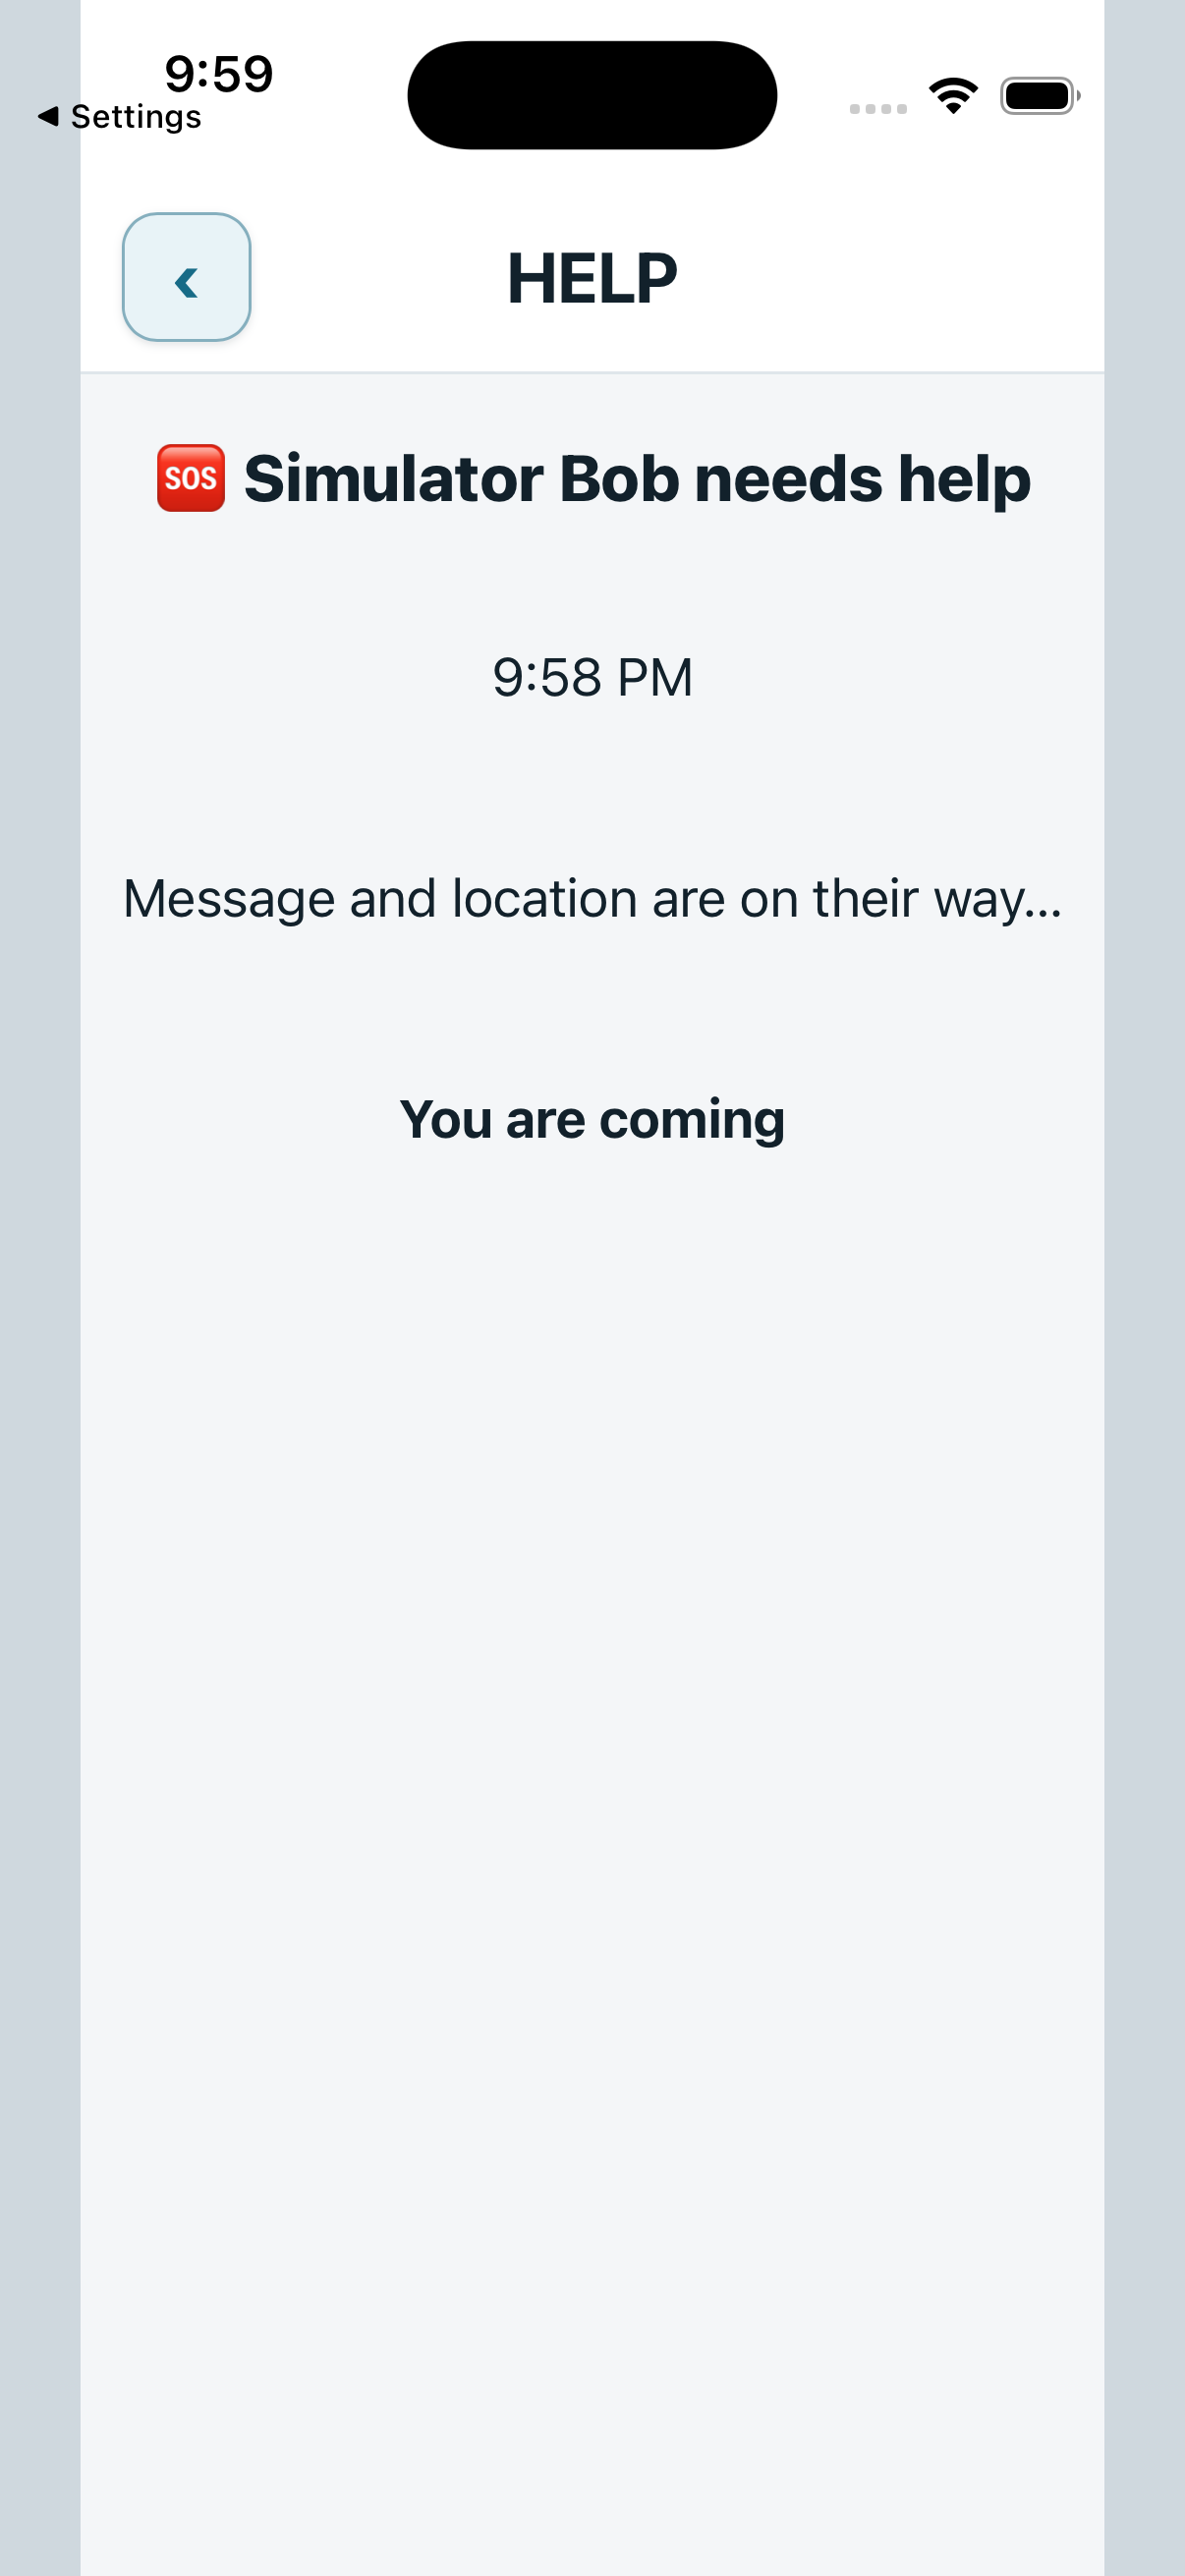 9:59
◀ Settings
‹
HELP
🆘 Simulator Bob needs help
9:58 PM
Message and location are on their way...
You are coming